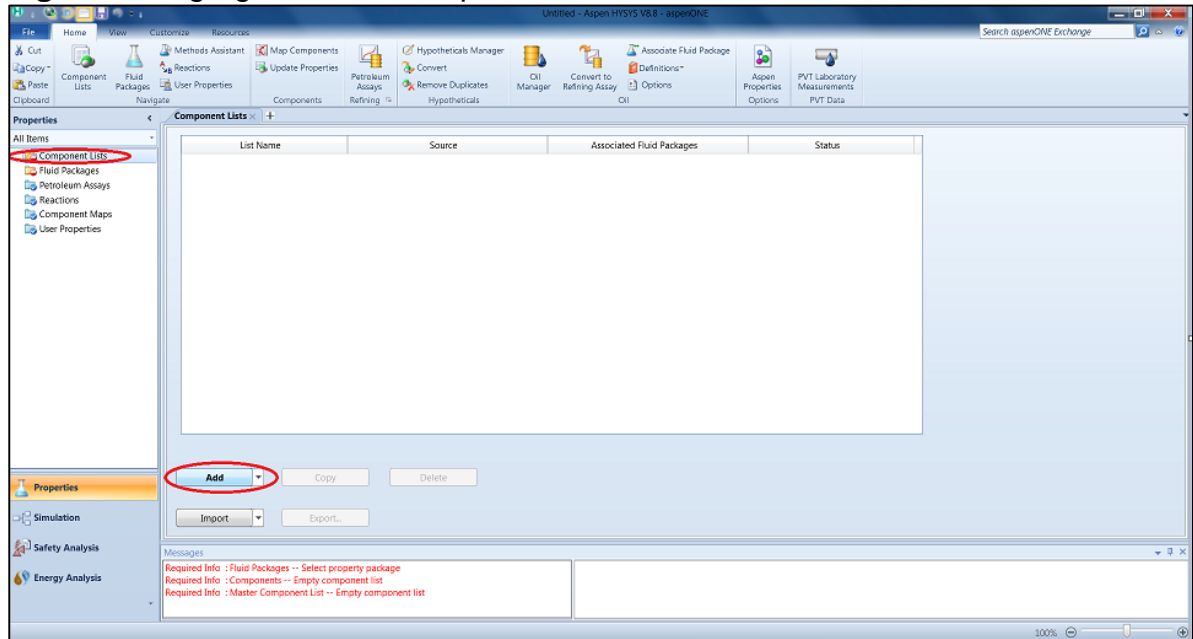 Untitled - Aspen HYSYS V8.8 - aspenONE
File Home View Customize Resources Search aspenONE Exchange
Cut
Copy
Paste
Clipboard
Component Lists
Fluid Packages
Methods Assistant
Reactions
User Properties
Navigate
Map Components
Update Properties
Components
Petroleum Assays
Refining
Hypotheticals Manager
Convert
Remove Duplicates
Hypotheticals
Oil Manager
Convert to Refining Assay
Associate Fluid Package
Definitions
Options
Oil
Aspen Properties
Options
PVT Laboratory Measurements
PVT Data
Properties <
All Items
Component Lists
Fluid Packages
Petroleum Assays
Reactions
Component Maps
User Properties
Properties
Simulation
Safety Analysis
Energy Analysis
Component Lists × +
List Name Source Associated Fluid Packages Status
Add Copy Delete
Import Export..
Messages
Required Info : Fluid Packages -- Select property package
Required Info : Components -- Empty component list
Required Info : Master Component List -- Empty component list
100%